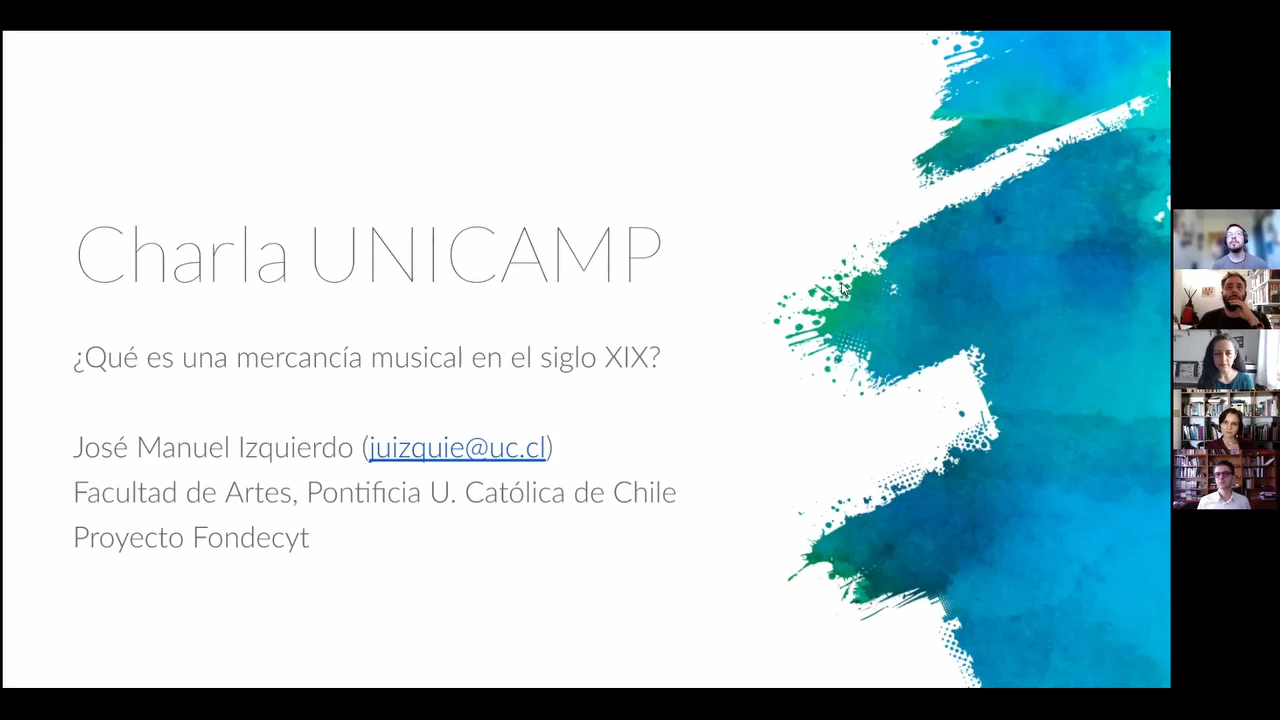 Charla UNICAMP
¿Qué es una mercancía musical en el siglo XIX?
José Manuel Izquierdo (juizquie@uc.cl)
Facultad de Artes, Pontificia U. Católica de Chile
Proyecto Fondecyt